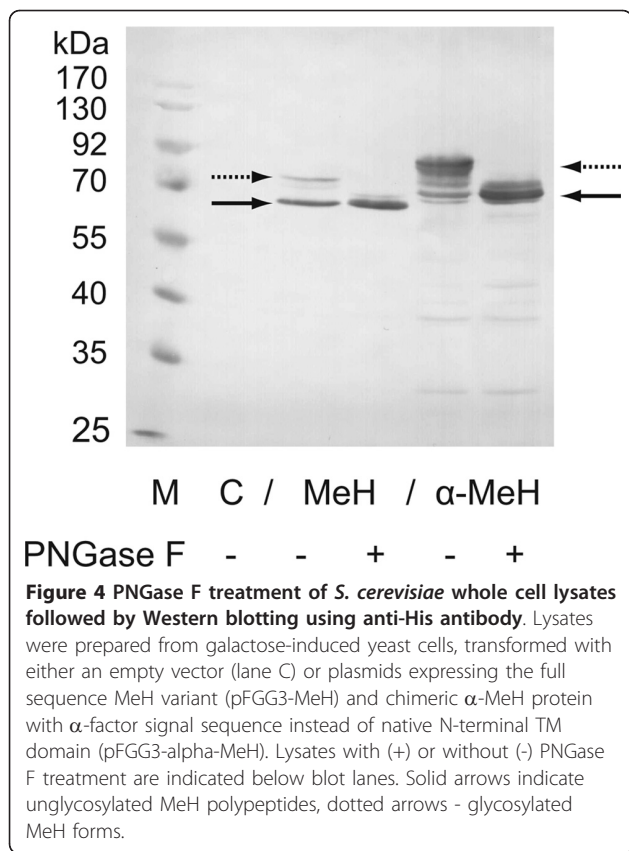 kDa
170
130
92
70
55
40
35
25
M C / MeH / α-MeH
PNGase F - - + - +
Figure 4 PNGase F treatment of S. cerevisiae whole cell lysates
followed by Western blotting using anti-His antibody. Lysates
were prepared from galactose-induced yeast cells, transformed with
either an empty vector (lane C) or plasmids expressing the full
sequence MeH variant (pFGG3-MeH) and chimeric α-MeH protein
with α-factor signal sequence instead of native N-terminal TM
domain (pFGG3-alpha-MeH). Lysates with (+) or without (-) PNGase
F treatment are indicated below blot lanes. Solid arrows indicate
unglycosylated MeH polypeptides, dotted arrows - glycosylated
MeH forms.